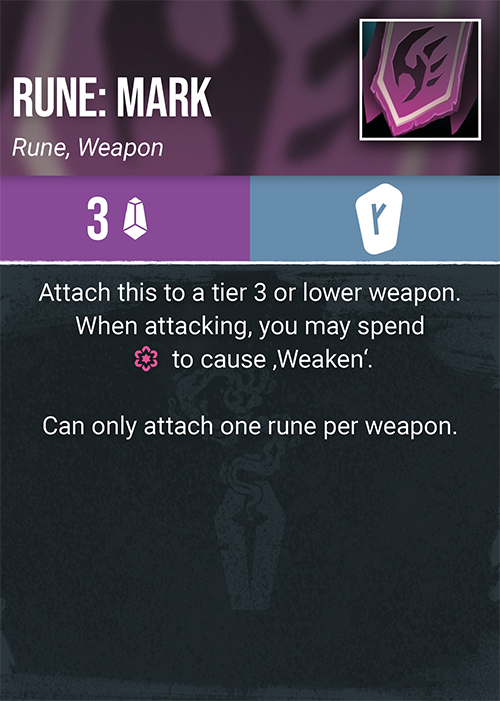 RUNE: MARK
Rune, Weapon
3
Attach this to a tier 3 or lower weapon.
When attacking, you may spend
to cause ‚Weaken‘.
Can only attach one rune per weapon.